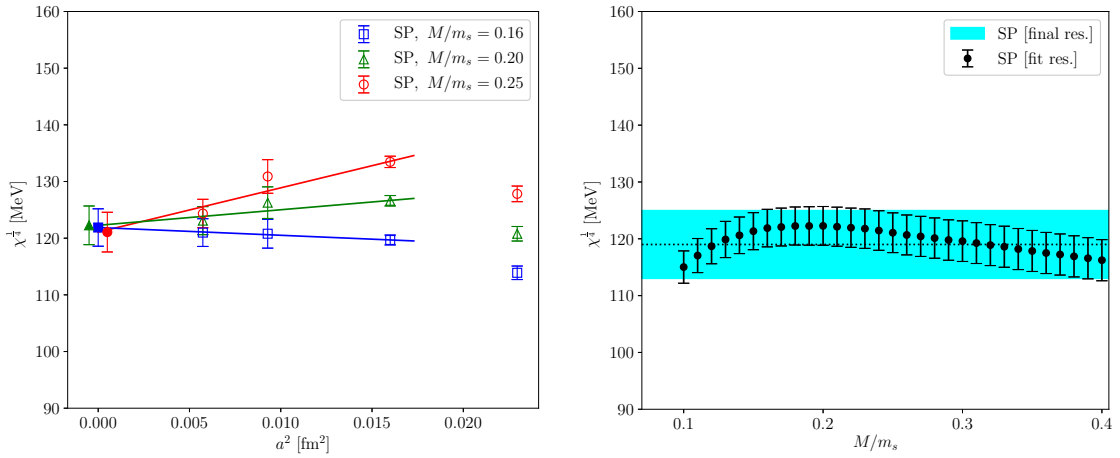 160
150
140
130
120
110
100
90
χ^{1/4} [MeV]
0.000
0.005
0.010
0.015
0.020
a² [fm²]
SP, M/m_s = 0.16
SP, M/m_s = 0.20
SP, M/m_s = 0.25
160
150
140
130
120
110
100
90
χ^{1/4} [MeV]
0.1
0.2
0.3
0.4
M/m_s
SP [final res.]
SP [fit res.]